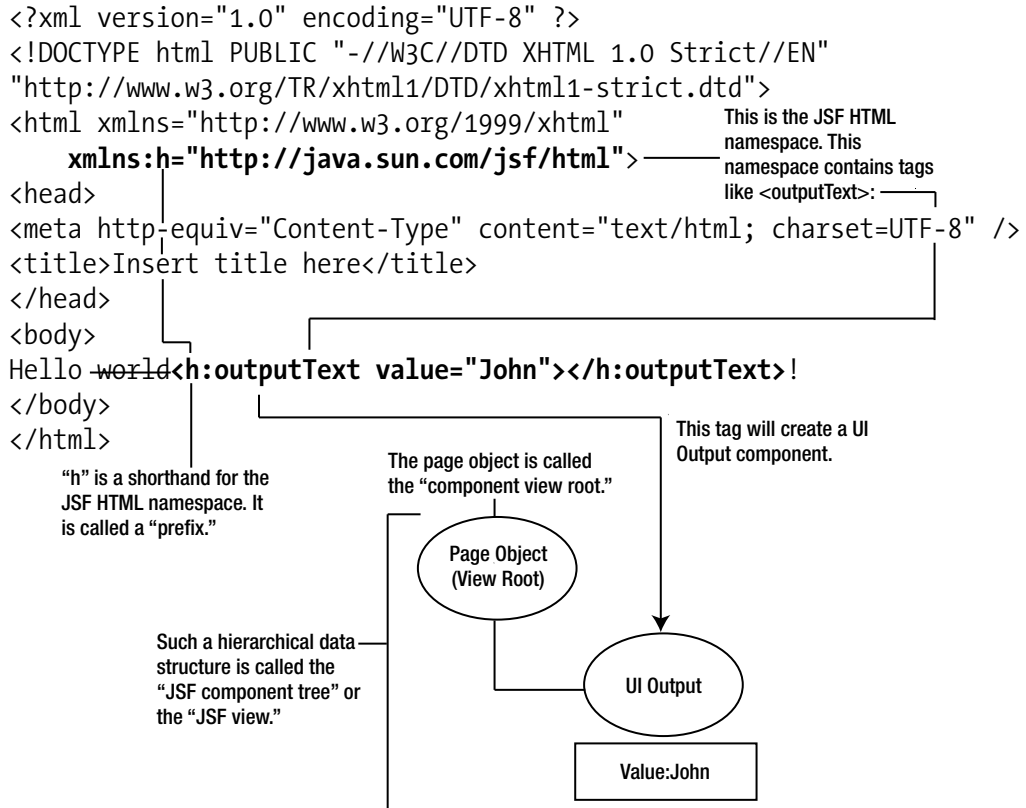 <?xml version="1.0" encoding="UTF-8" ?>
<!DOCTYPE html PUBLIC "-//W3C//DTD XHTML 1.0 Strict//EN"
"http://www.w3.org/TR/xhtml1/DTD/xhtml1-strict.dtd">
<html xmlns="http://www.w3.org/1999/xhtml"
xmlns:h="http://java.sun.com/jsf/html">
This is the JSF HTML
namespace. This
namespace contains tags
like <outputText>:
<head>
<meta http-equiv="Content-Type" content="text/html; charset=UTF-8" />
<title>Insert title here</title>
</head>
<body>
Hello world<h:outputText value="John"></h:outputText>!
</body>
</html>
"h" is a shorthand for the
JSF HTML namespace. It
is called a "prefix."
The page object is called
the "component view root."
This tag will create a UI
Output component.
Page Object
(View Root)
Such a hierarchical data
structure is called the
"JSF component tree" or
the "JSF view."
UI Output
Value:John